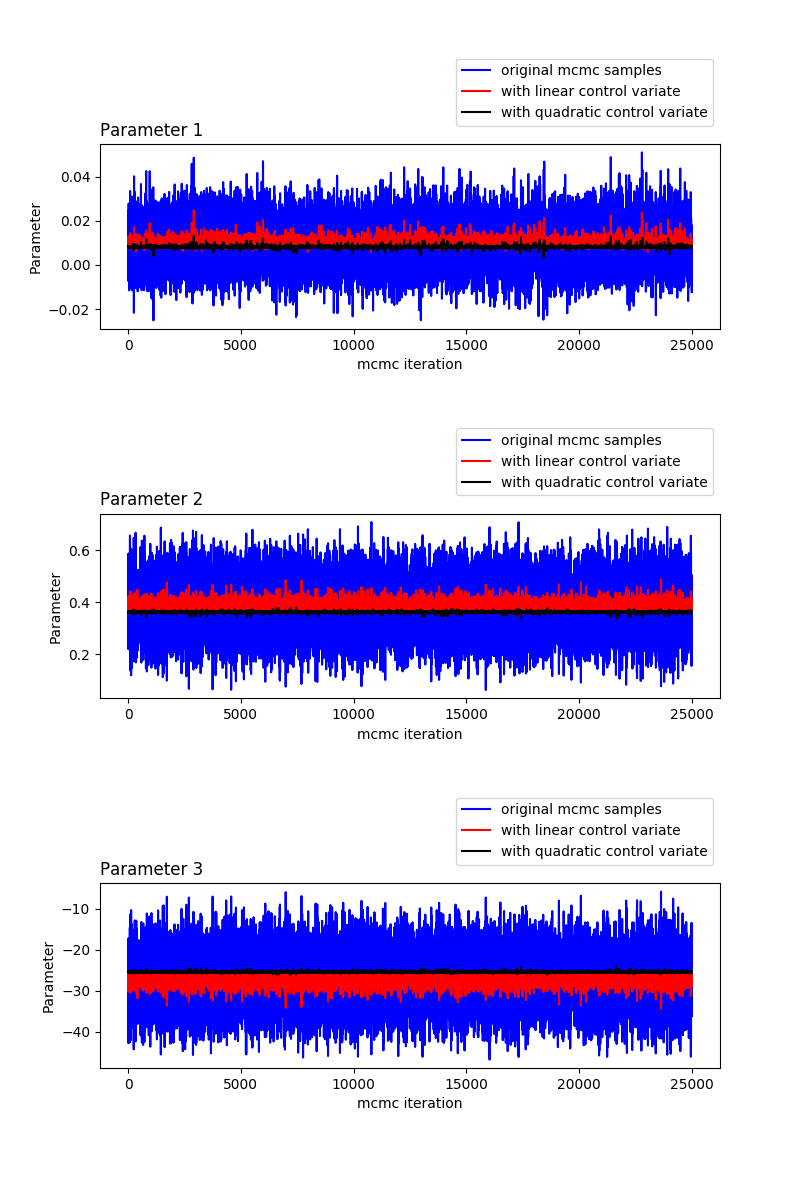 original mcmc samples
with linear control variate
with quadratic control variate
Parameter 1
0.04
0.02
0.00
−0.02
Parameter
0 5000 10000 15000 20000 25000
mcmc iteration
original mcmc samples
with linear control variate
with quadratic control variate
Parameter 2
0.6
0.4
0.2
Parameter
0 5000 10000 15000 20000 25000
mcmc iteration
original mcmc samples
with linear control variate
with quadratic control variate
Parameter 3
−10
−20
−30
−40
Parameter
0 5000 10000 15000 20000 25000
mcmc iteration